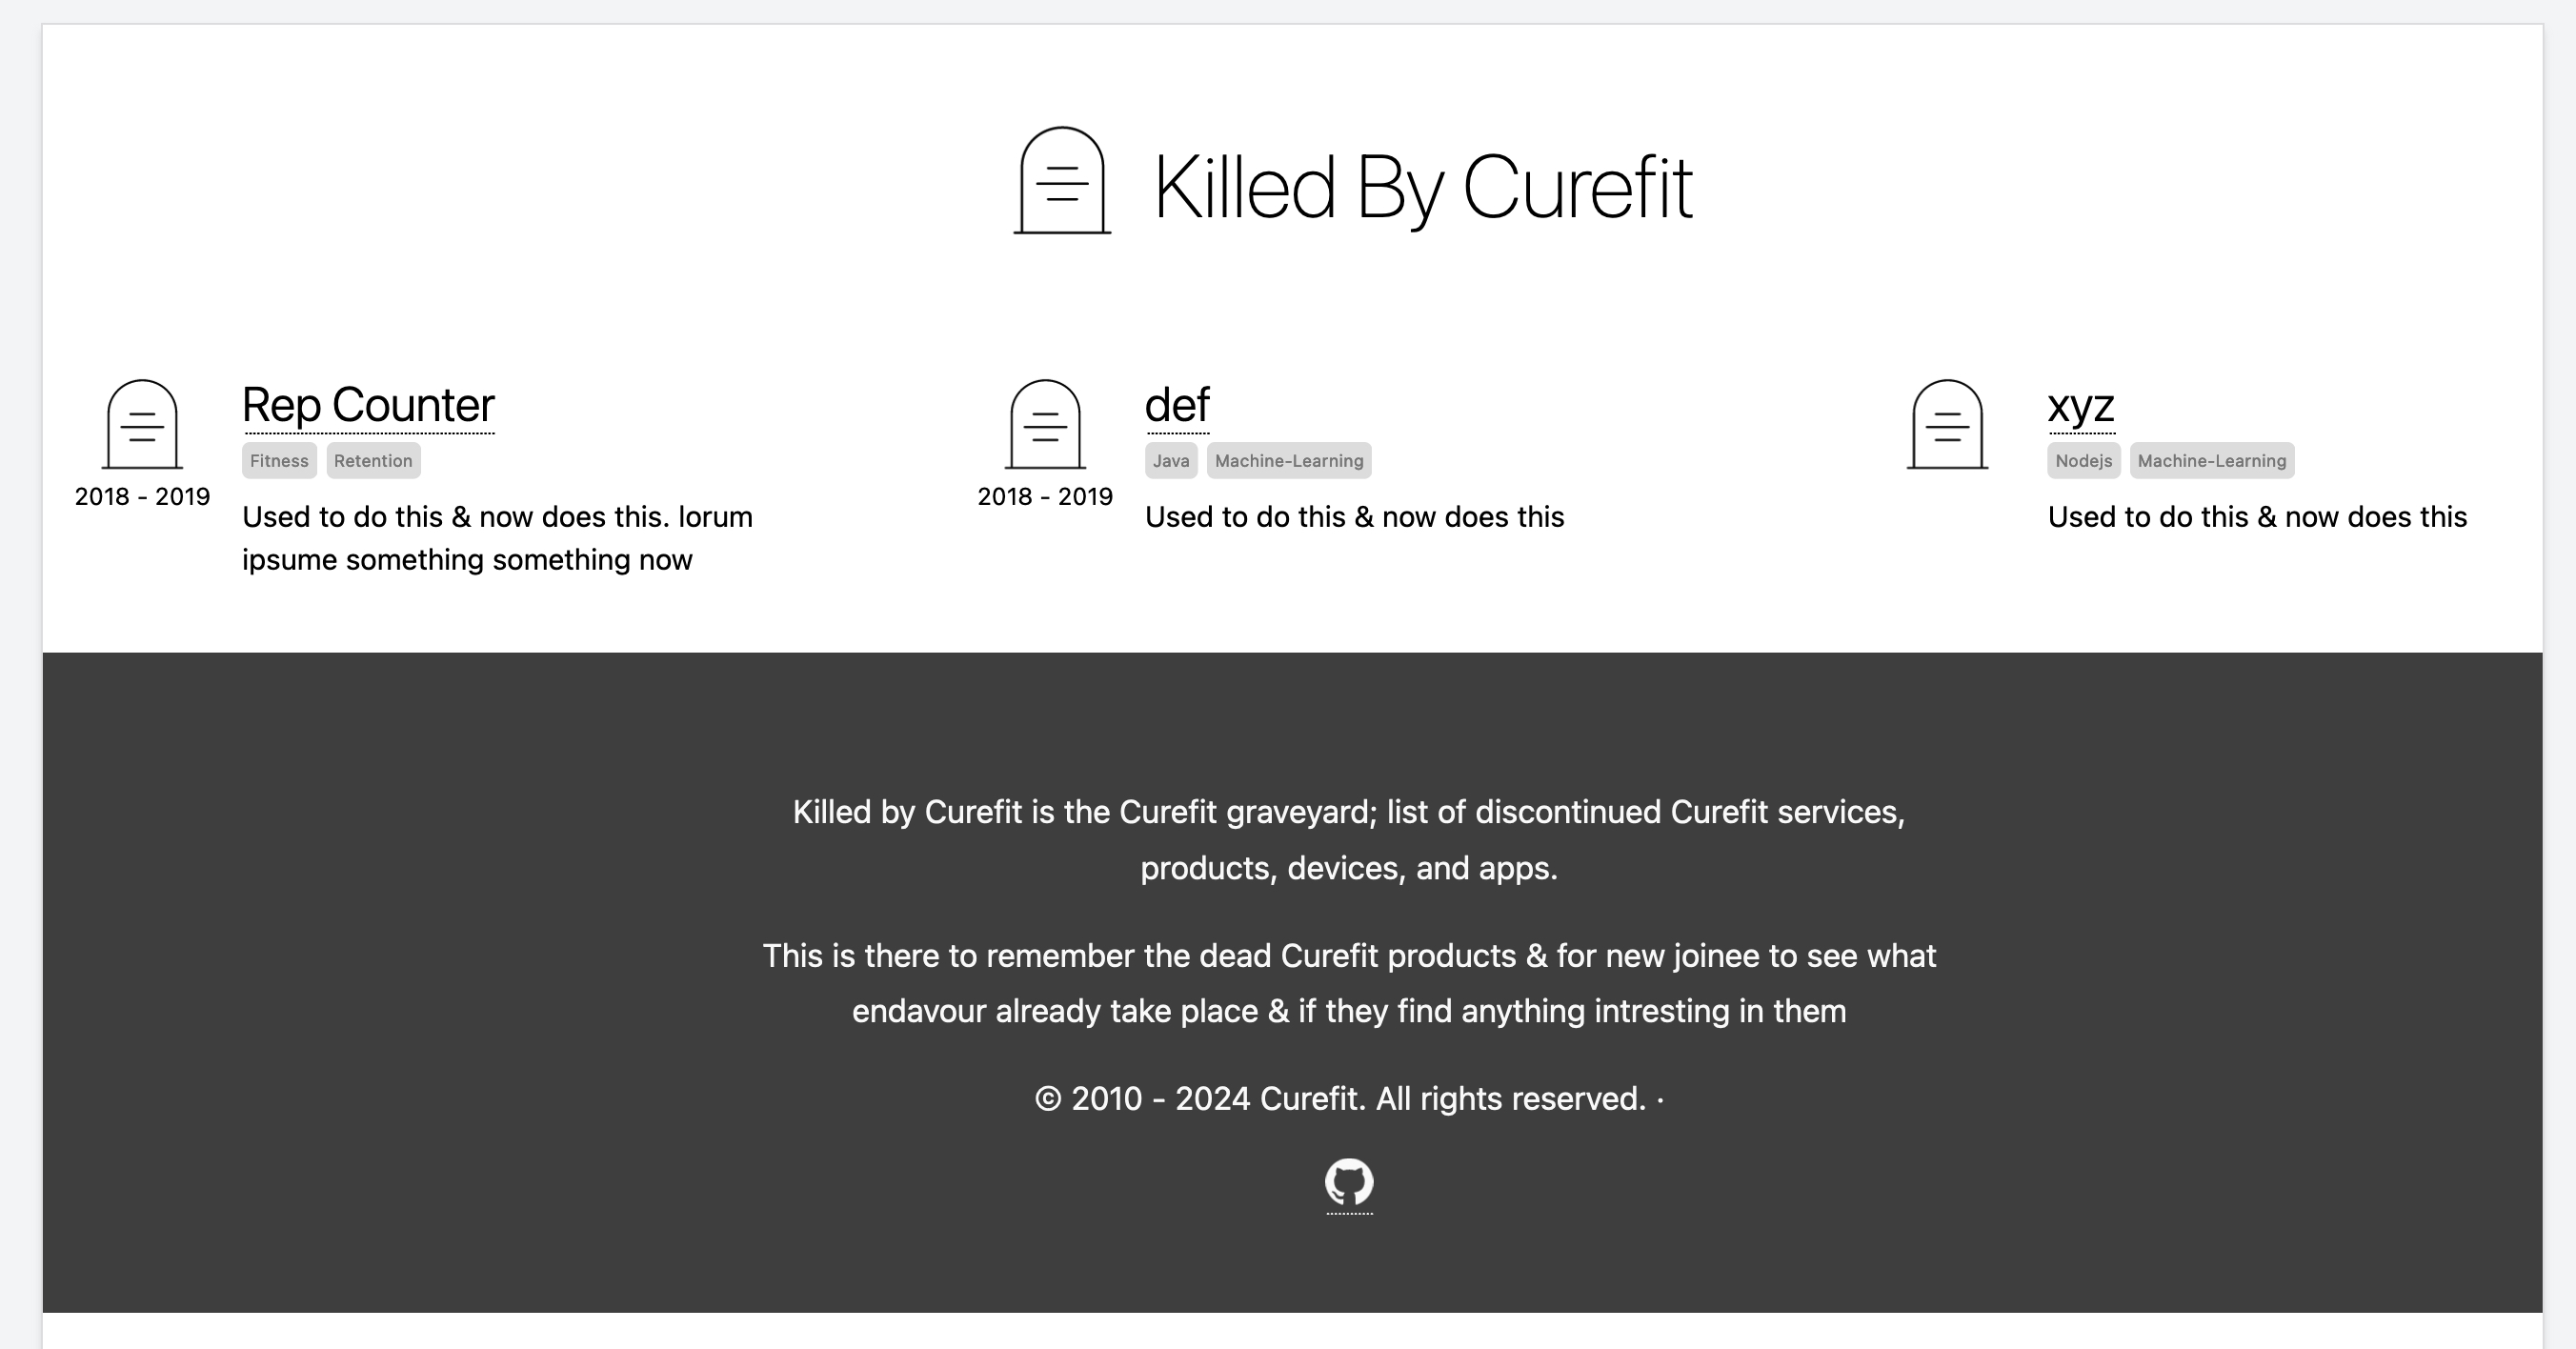 Killed By Curefit
Rep Counter
Fitness Retention
2018 - 2019
Used to do this & now does this. lorum
ipsume something something now
def
Java Machine-Learning
2018 - 2019
Used to do this & now does this
xyz
Nodejs Machine-Learning
Used to do this & now does this
Killed by Curefit is the Curefit graveyard; list of discontinued Curefit services,
products, devices, and apps.
This is there to remember the dead Curefit products & for new joinee to see what
endavour already take place & if they find anything intresting in them
© 2010 - 2024 Curefit. All rights reserved. ·